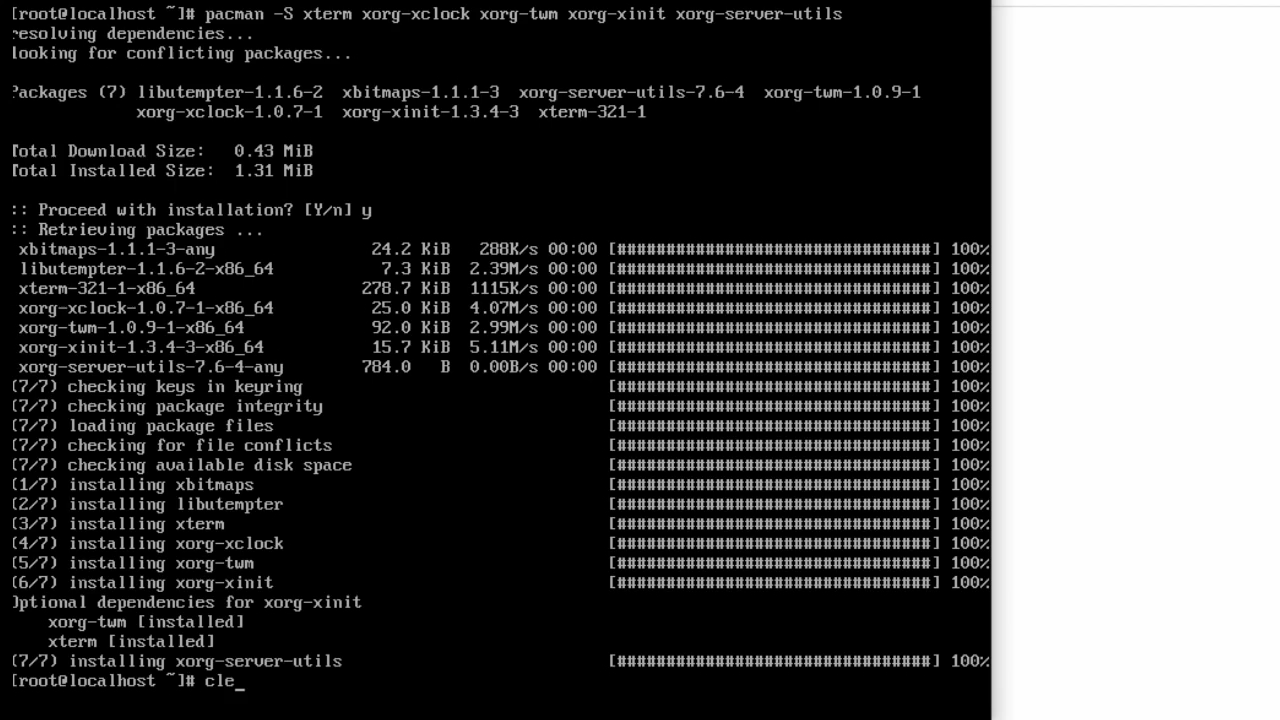 [root@localhost ~]# pacman -S xterm xorg-xclock xorg-twm xorg-xinit xorg-server-utils
resolving dependencies...
looking for conflicting packages...
Packages (7) libutempter-1.1.6-2 xbitmaps-1.1.1-3 xorg-server-utils-7.6-4 xorg-twm-1.0.9-1
xorg-xclock-1.0.7-1 xorg-xinit-1.3.4-3 xterm-321-1
Total Download Size: 0.43 MiB
Total Installed Size: 1.31 MiB
:: Proceed with installation? [Y/n] y
:: Retrieving packages ...
xbitmaps-1.1.1-3-any 24.2 KiB 288K/s 00:00 [################################] 100%
libutempter-1.1.6-2-x86_64 7.3 KiB 2.39M/s 00:00 [################################] 100%
xterm-321-1-x86_64 278.7 KiB 1115K/s 00:00 [################################] 100%
xorg-xclock-1.0.7-1-x86_64 25.0 KiB 4.07M/s 00:00 [################################] 100%
xorg-twm-1.0.9-1-x86_64 92.0 KiB 2.99M/s 00:00 [################################] 100%
xorg-xinit-1.3.4-3-x86_64 15.7 KiB 5.11M/s 00:00 [################################] 100%
xorg-server-utils-7.6-4-any 784.0 B 0.00B/s 00:00 [################################] 100%
(7/7) checking keys in keyring [################################] 100%
(7/7) checking package integrity [################################] 100%
(7/7) loading package files [################################] 100%
(7/7) checking for file conflicts [################################] 100%
(7/7) checking available disk space [################################] 100%
(1/7) installing xbitmaps [################################] 100%
(2/7) installing libutempter [################################] 100%
(3/7) installing xterm [################################] 100%
(4/7) installing xorg-xclock [################################] 100%
(5/7) installing xorg-twm [################################] 100%
(6/7) installing xorg-xinit [################################] 100%
Optional dependencies for xorg-xinit
xorg-twm [installed]
xterm [installed]
(7/7) installing xorg-server-utils [################################] 100%
[root@localhost ~]# cle_